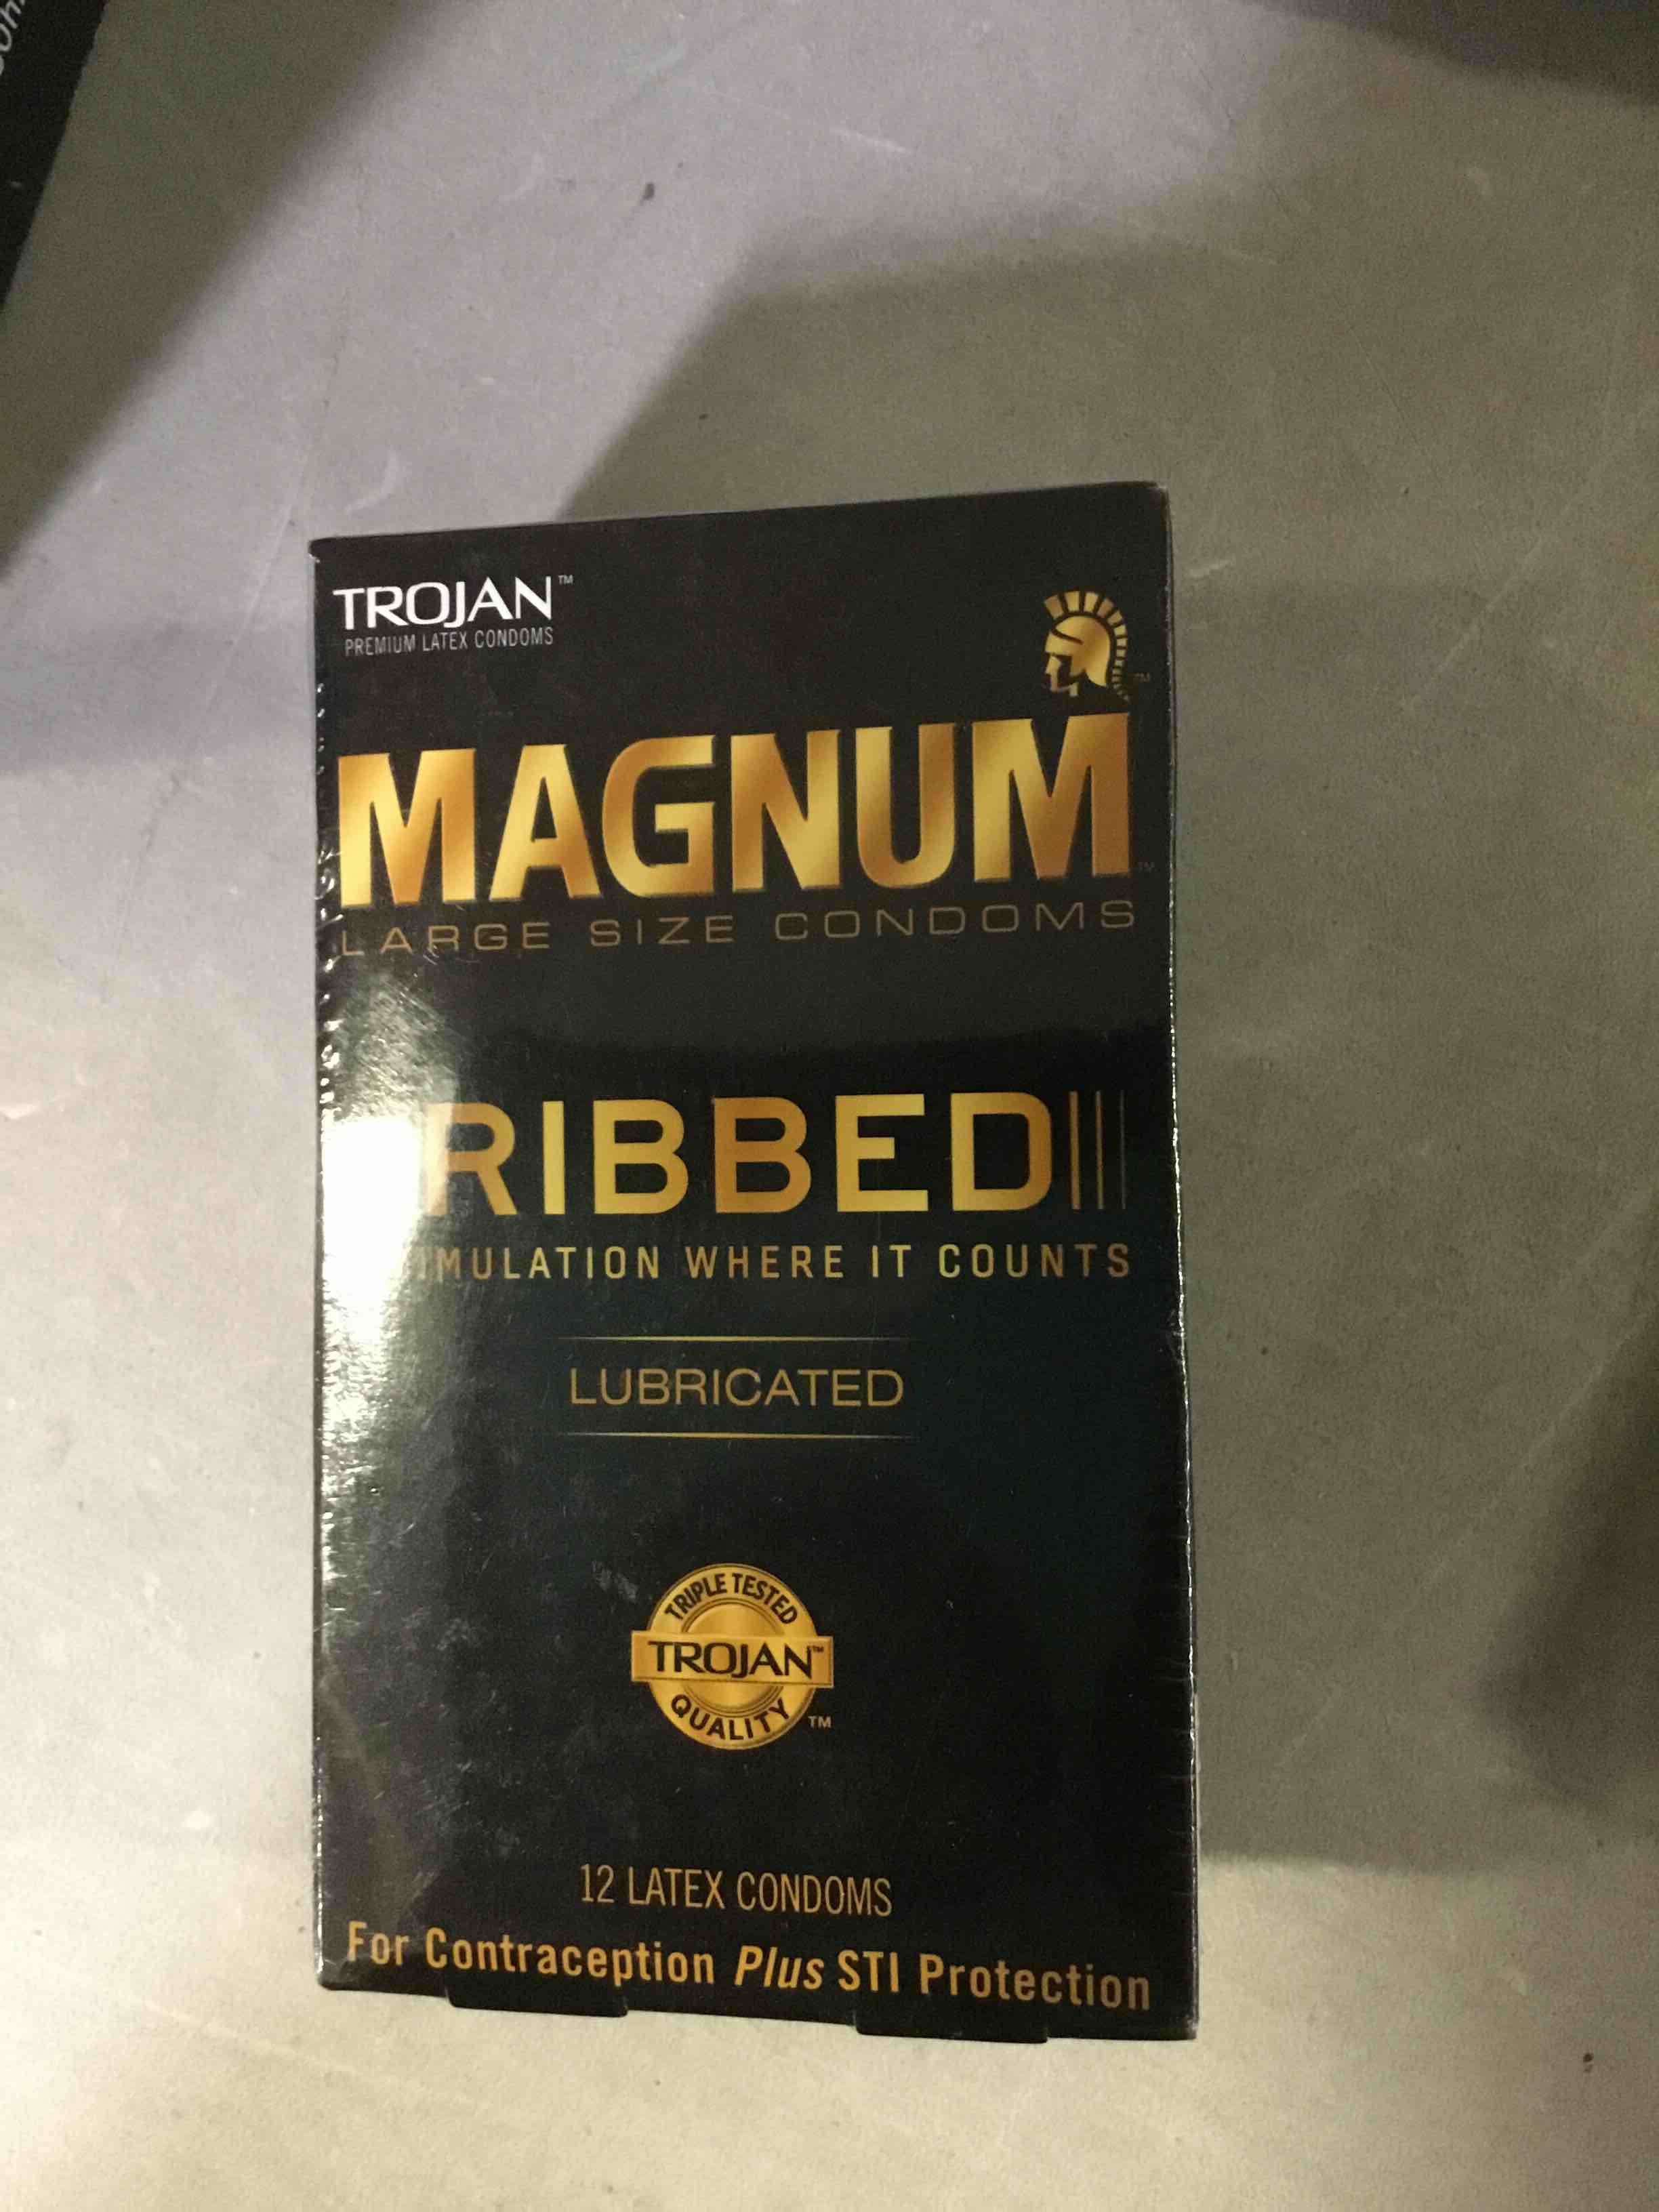 TROJAN™
PREMIUM LATEX CONDOMS
MAGNUM™
LARGE SIZE CONDOMS
RIBBED
WHERE IT COUNTS
LUBRICATED
TRIPLE TESTED
TROJAN™
QUALITY™
12 LATEX CONDOMS
For Contraception Plus STI Protection